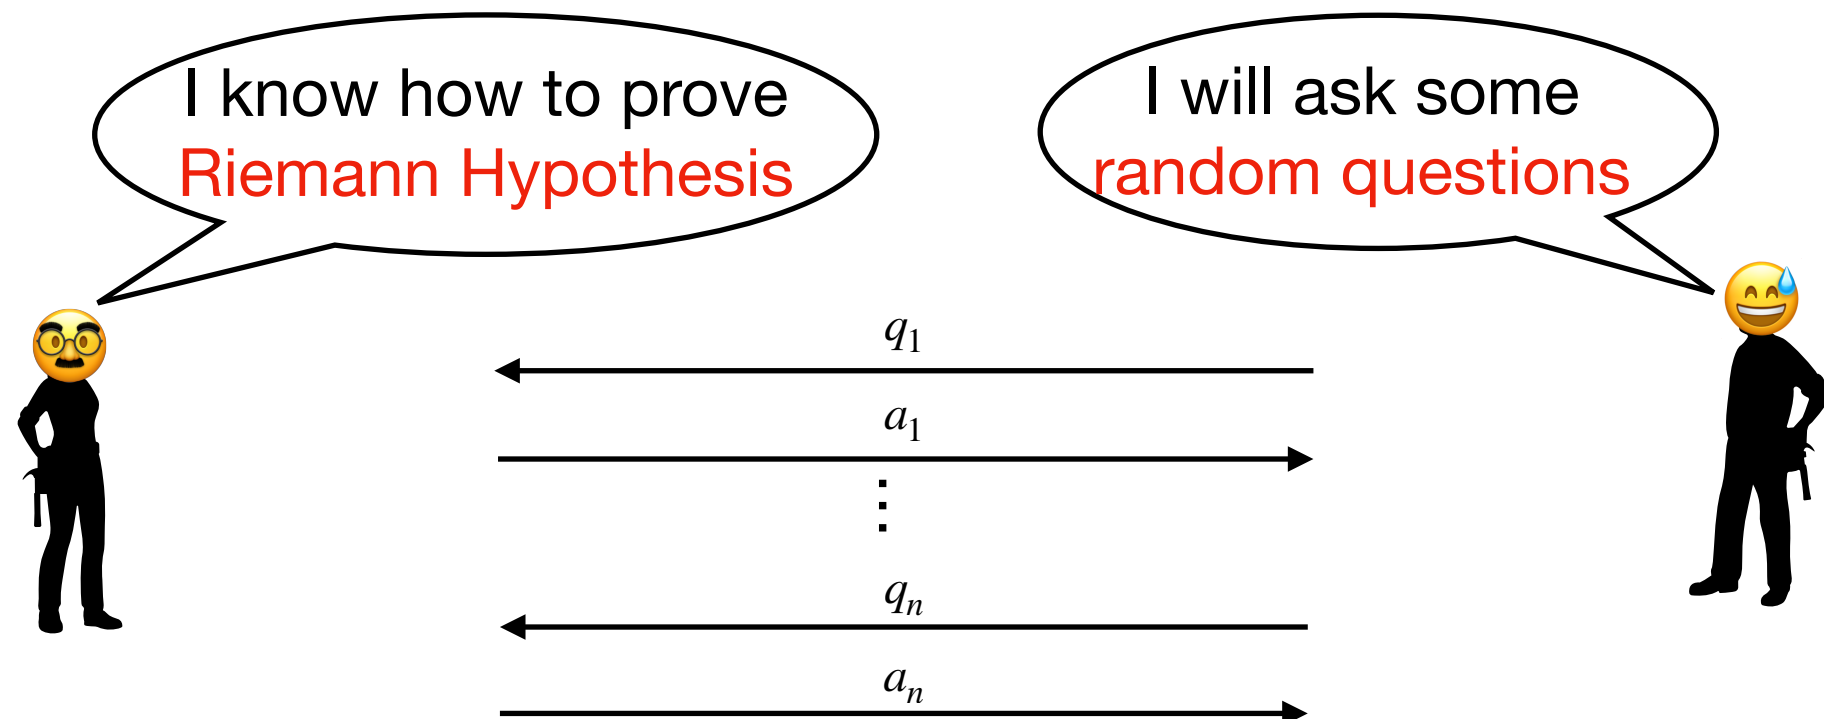 I know how to prove
Riemann Hypothesis
I will ask some
random questions
q₁
a₁
⋮
qₙ
aₙ